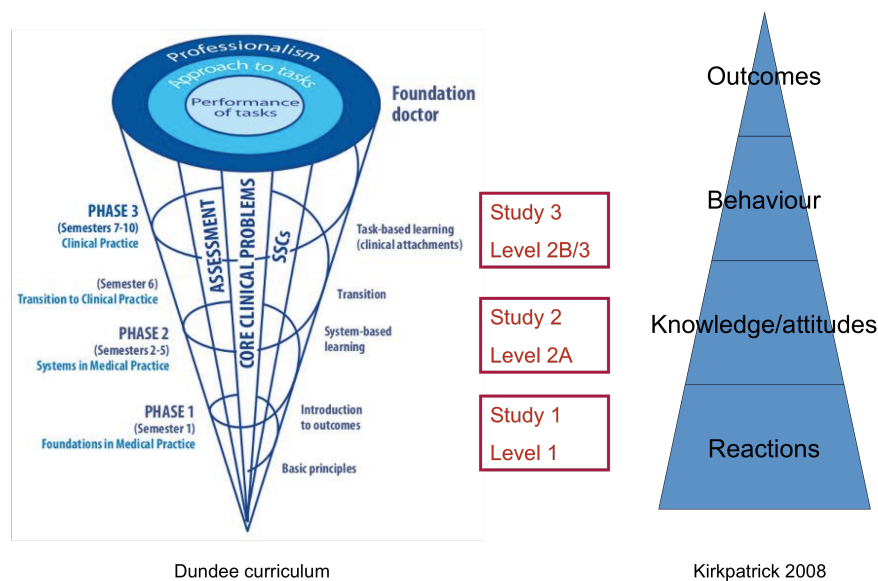 Professionalism
Approach to tasks
Performance
of tasks
Foundation
doctor
PHASE 3
(Semesters 7-10)
Clinical Practice
(Semester 6)
Transition to Clinical Practice
PHASE 2
(Semesters 2-5)
Systems in Medical Practice
PHASE 1
(Semester 1)
Foundations in Medical Practice
ASSESSMENT
CORE CLINICAL PROBLEMS
SSCs
Task-based learning
(clinical attachments)
Transition
System-based
learning
Introduction
to outcomes
Basic principles
Dundee curriculum
Study 3
Level 2B/3
Study 2
Level 2A
Study 1
Level 1
Outcomes
Behaviour
Knowledge/attitudes
Reactions
Kirkpatrick 2008